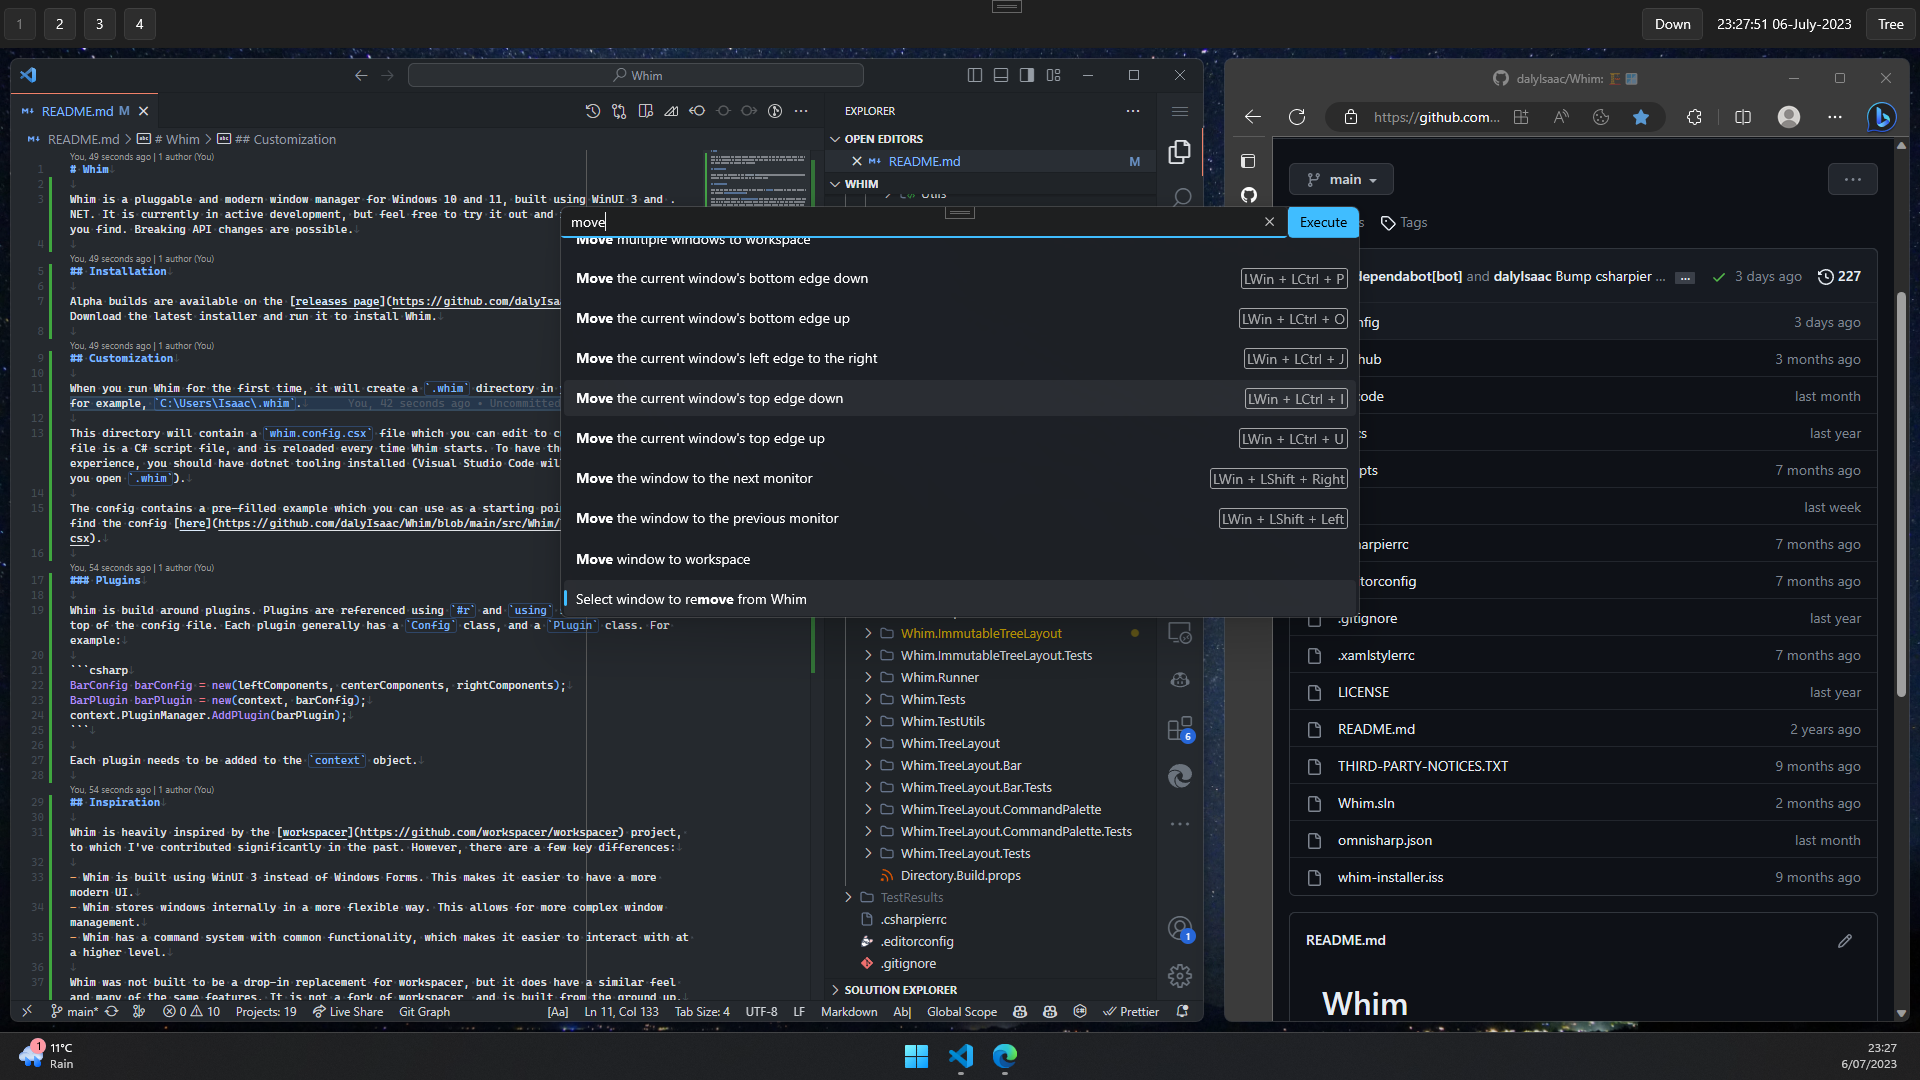 1 2 3 4
Down 23:27:51 06-July-2023 Tree
Whim
README.md M
README.md > # Whim > ## Customization
You, 49 seconds ago | 1 author (You)
1 # Whim
2
3 Whim is a pluggable and modern window manager for Windows 10 and 11, built using WinUI 3 and .
NET. It is currently in active development, but feel free to try it out and
you find. Breaking API changes are possible.
4
You, 49 seconds ago | 1 author (You)
5 ## Installation
6
7 Alpha builds are available on the [releases page](https://github.com/dalyIsaa
Download the latest installer and run it to install Whim.
8
You, 49 seconds ago | 1 author (You)
9 ## Customization
10
11 When you run Whim for the first time, it will create a `.whim` directory in
for example, `C:\Users\Isaac\.whim`. You, 42 seconds ago • Uncommitted
12
13 This directory will contain a `whim.config.csx` file which you can edit to
file is a C# script file, and is reloaded every time Whim starts. To have the
experience, you should have dotnet tooling installed (Visual Studio Code
you open `.whim`).
14
15 The config contains a pre-filled example which you can use as a starting
find the config [here](https://github.com/dalyIsaac/Whim/blob/main/src/Whim/
csx).
16
You, 54 seconds ago | 1 author (You)
17 ### Plugins
18
19 Whim is build around plugins. Plugins are referenced using `#r` and `using`
top of the config file. Each plugin generally has a `Config` class, and a `Plugin` class. For
example:
20
21 ```csharp
22 BarConfig barConfig = new(leftComponents, centerComponents, rightComponents);
23 BarPlugin barPlugin = new(context, barConfig);
24 context.PluginManager.AddPlugin(barPlugin);
25 ```
26
27 Each plugin needs to be added to the `context` object.
28
You, 54 seconds ago | 1 author (You)
29 ## Inspiration
30
31 Whim is heavily inspired by the [workspacer](https://github.com/workspacer/workspacer) project,
to which I've contributed significantly in the past. However, there are a few key differences:
32
33 - Whim is built using WinUI 3 instead of Windows Forms. This makes it easier to have a more
modern UI.
34 - Whim stores windows internally in a more flexible way. This allows for more complex window
management.
35 - Whim has a command system with common functionality, which makes it easier to interact with at
a higher level.
36
37 Whim was not built to be a drop-in replacement for workspacer, but it does have a similar feel
and many of the same features. It is not a fork of workspacer, and is built from the ground up.
EXPLORER
OPEN EDITORS
README.md M
WHIM
Utils
move
Execute
Move multiple windows to workspace
Move the current window's bottom edge down LWin + LCtrl + P
Move the current window's bottom edge up LWin + LCtrl + O
Move the current window's left edge to the right LWin + LCtrl + J
Move the current window's top edge down LWin + LCtrl + I
Move the current window's top edge up LWin + LCtrl + U
Move the window to the next monitor LWin + LShift + Right
Move the window to the previous monitor LWin + LShift + Left
Move window to workspace
Select window to remove from Whim
Whim.ImmutableTreeLayout
Whim.ImmutableTreeLayout.Tests
Whim.Runner
Whim.Tests
Whim.TestUtils
Whim.TreeLayout
Whim.TreeLayout.Bar
Whim.TreeLayout.Bar.Tests
Whim.TreeLayout.CommandPalette
Whim.TreeLayout.CommandPalette.Tests
Whim.TreeLayout.Tests
Directory.Build.props
TestResults
.csharpierrc
.editorconfig
.gitignore
SOLUTION EXPLORER
6
1
main* 0 10 Projects: 19 Live Share Git Graph [Aa] Ln 11, Col 133 Tab Size: 4 UTF-8 LF Markdown Ab| Global Scope Prettier
dalyIsaac/Whim:
https://github.com...
main
...
s Tags
ependabot[bot] and dalyIsaac Bump csharpier ... ... 3 days ago 227
nfig 3 days ago
hub 3 months ago
code last month
cs last year
pts 7 months ago
last week
arpierrc 7 months ago
torconfig 7 months ago
.gitignore last year
.xamlstylerrc 7 months ago
LICENSE last year
README.md 2 years ago
THIRD-PARTY-NOTICES.TXT 9 months ago
Whim.sln 2 months ago
omnisharp.json last month
whim-installer.iss 9 months ago
README.md
Whim
1
11°C
Rain
23:27
6/07/2023